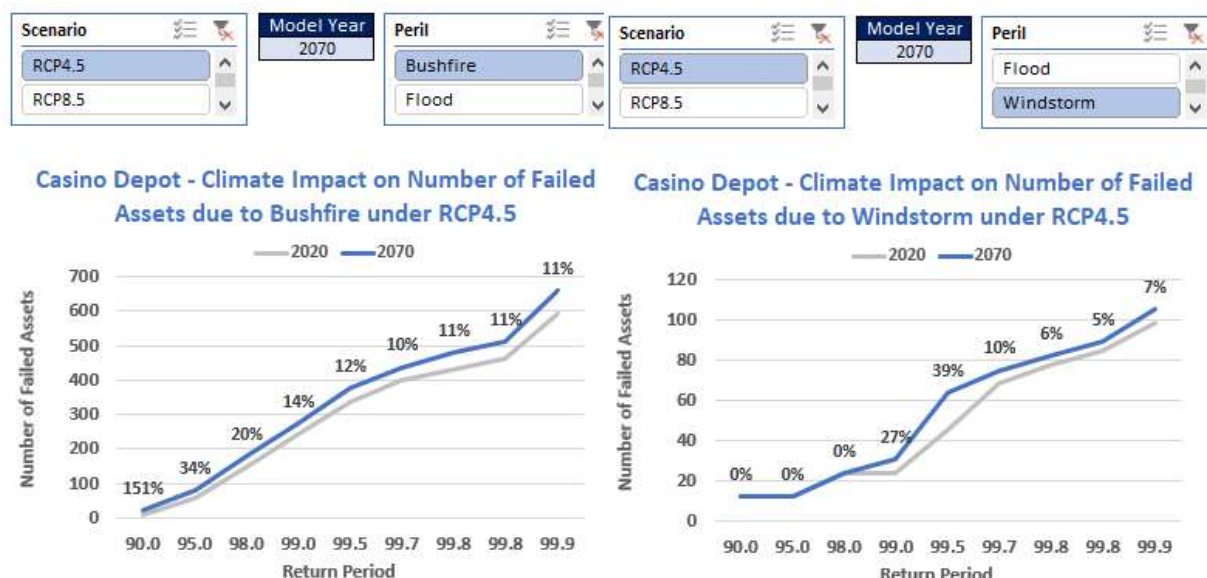 Scenario
RCP4.5
RCP8.5
Model Year
2070
Peril
Bushfire
Flood
Casino Depot - Climate Impact on Number of Failed
Assets due to Bushfire under RCP4.5
2020 2070
Number of Failed Assets
700
600
500
400
300
200
100
0
151%
34%
20%
14%
12%
10%
11%
11%
11%
90.0 95.0 98.0 99.0 99.5 99.7 99.8 99.8 99.9
Return Period
Scenario
RCP4.5
RCP8.5
Model Year
2070
Peril
Flood
Windstorm
Casino Depot - Climate Impact on Number of Failed
Assets due to Windstorm under RCP4.5
2020 2070
Number of Failed Assets
120
100
80
60
40
20
0
0%
0%
0%
27%
39%
10%
6%
5%
7%
90.0 95.0 98.0 99.0 99.5 99.7 99.8 99.8 99.9
Return Period